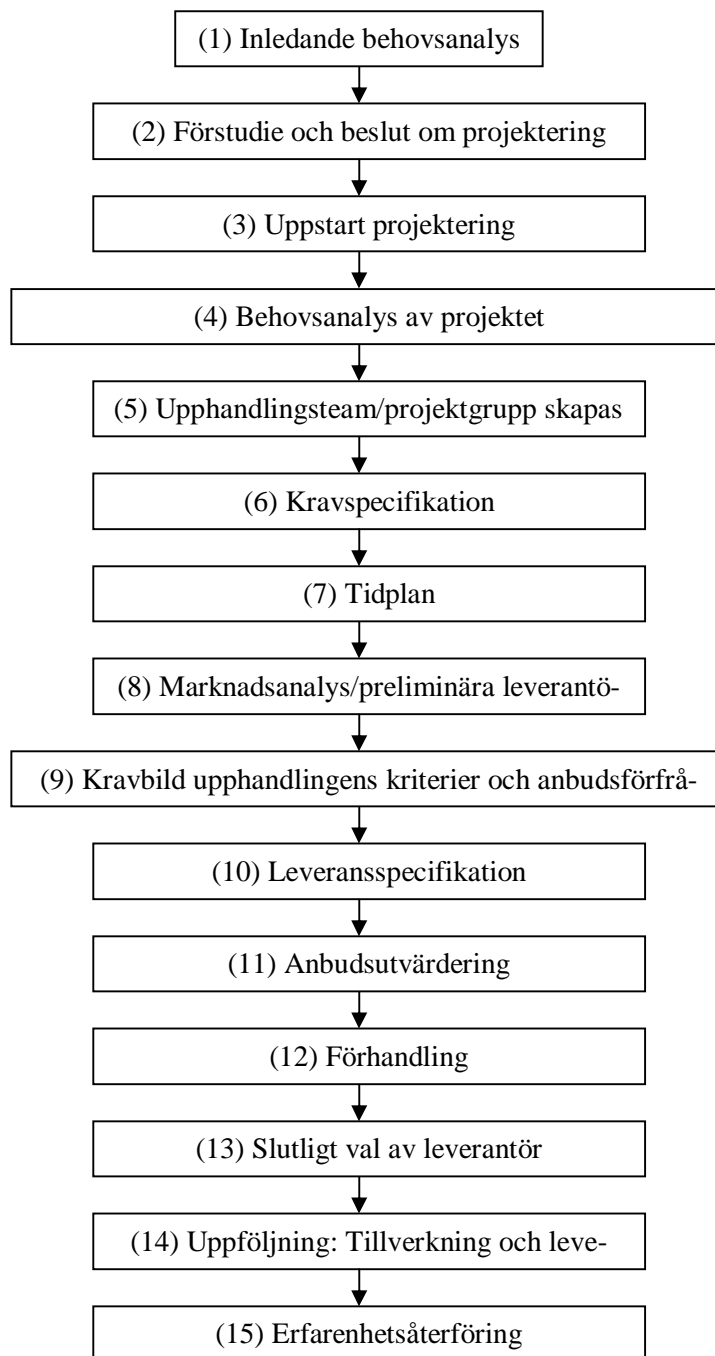 (1) Inledande behovsanalys
(2) Förstudie och beslut om projektering
(3) Uppstart projektering
(4) Behovsanalys av projektet
(5) Upphandlingsteam/projektgrupp skapas
(6) Kravspecifikation
(7) Tidplan
(8) Marknadsanalys/preliminära leverantö-
(9) Kravbild upphandlingens kriterier och anbudsförfrå-
(10) Leveransspecifikation
(11) Anbudsutvärdering
(12) Förhandling
(13) Slutligt val av leverantör
(14) Uppföljning: Tillverkning och leve-
(15) Erfarenhetsåterföring